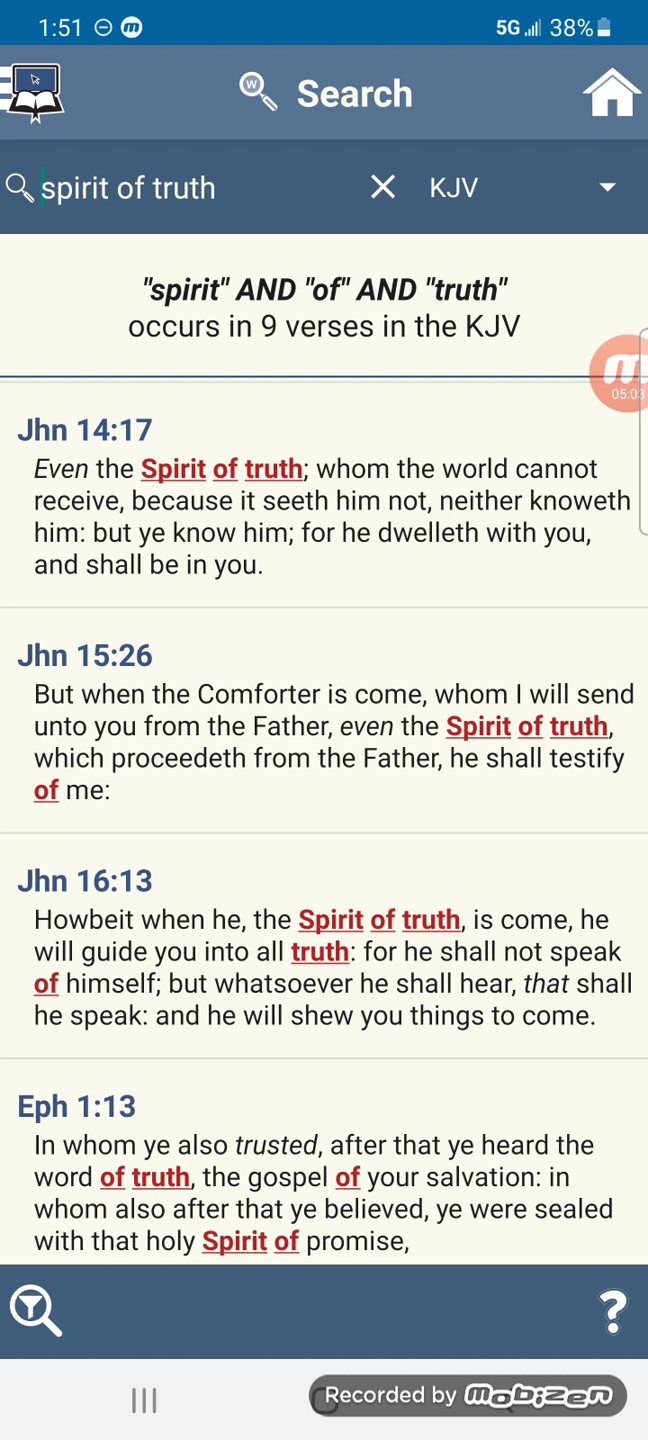 1:51
5G 38%
W Search
spirit of truth KJV
"spirit" AND "of" AND "truth"
occurs in 9 verses in the KJV
m
05:03
Jhn 14:17
Even the Spirit of truth; whom the world cannot
receive, because it seeth him not, neither knoweth
him: but ye know him; for he dwelleth with you,
and shall be in you.
Jhn 15:26
But when the Comforter is come, whom I will send
unto you from the Father, even the Spirit of truth,
which proceedeth from the Father, he shall testify
of me:
Jhn 16:13
Howbeit when he, the Spirit of truth, is come, he
will guide you into all truth: for he shall not speak
of himself; but whatsoever he shall hear, that shall
he speak: and he will shew you things to come.
Eph 1:13
In whom ye also trusted, after that ye heard the
word of truth, the gospel of your salvation: in
whom also after that ye believed, ye were sealed
with that holy Spirit of promise,
?
Recorded by mobizen